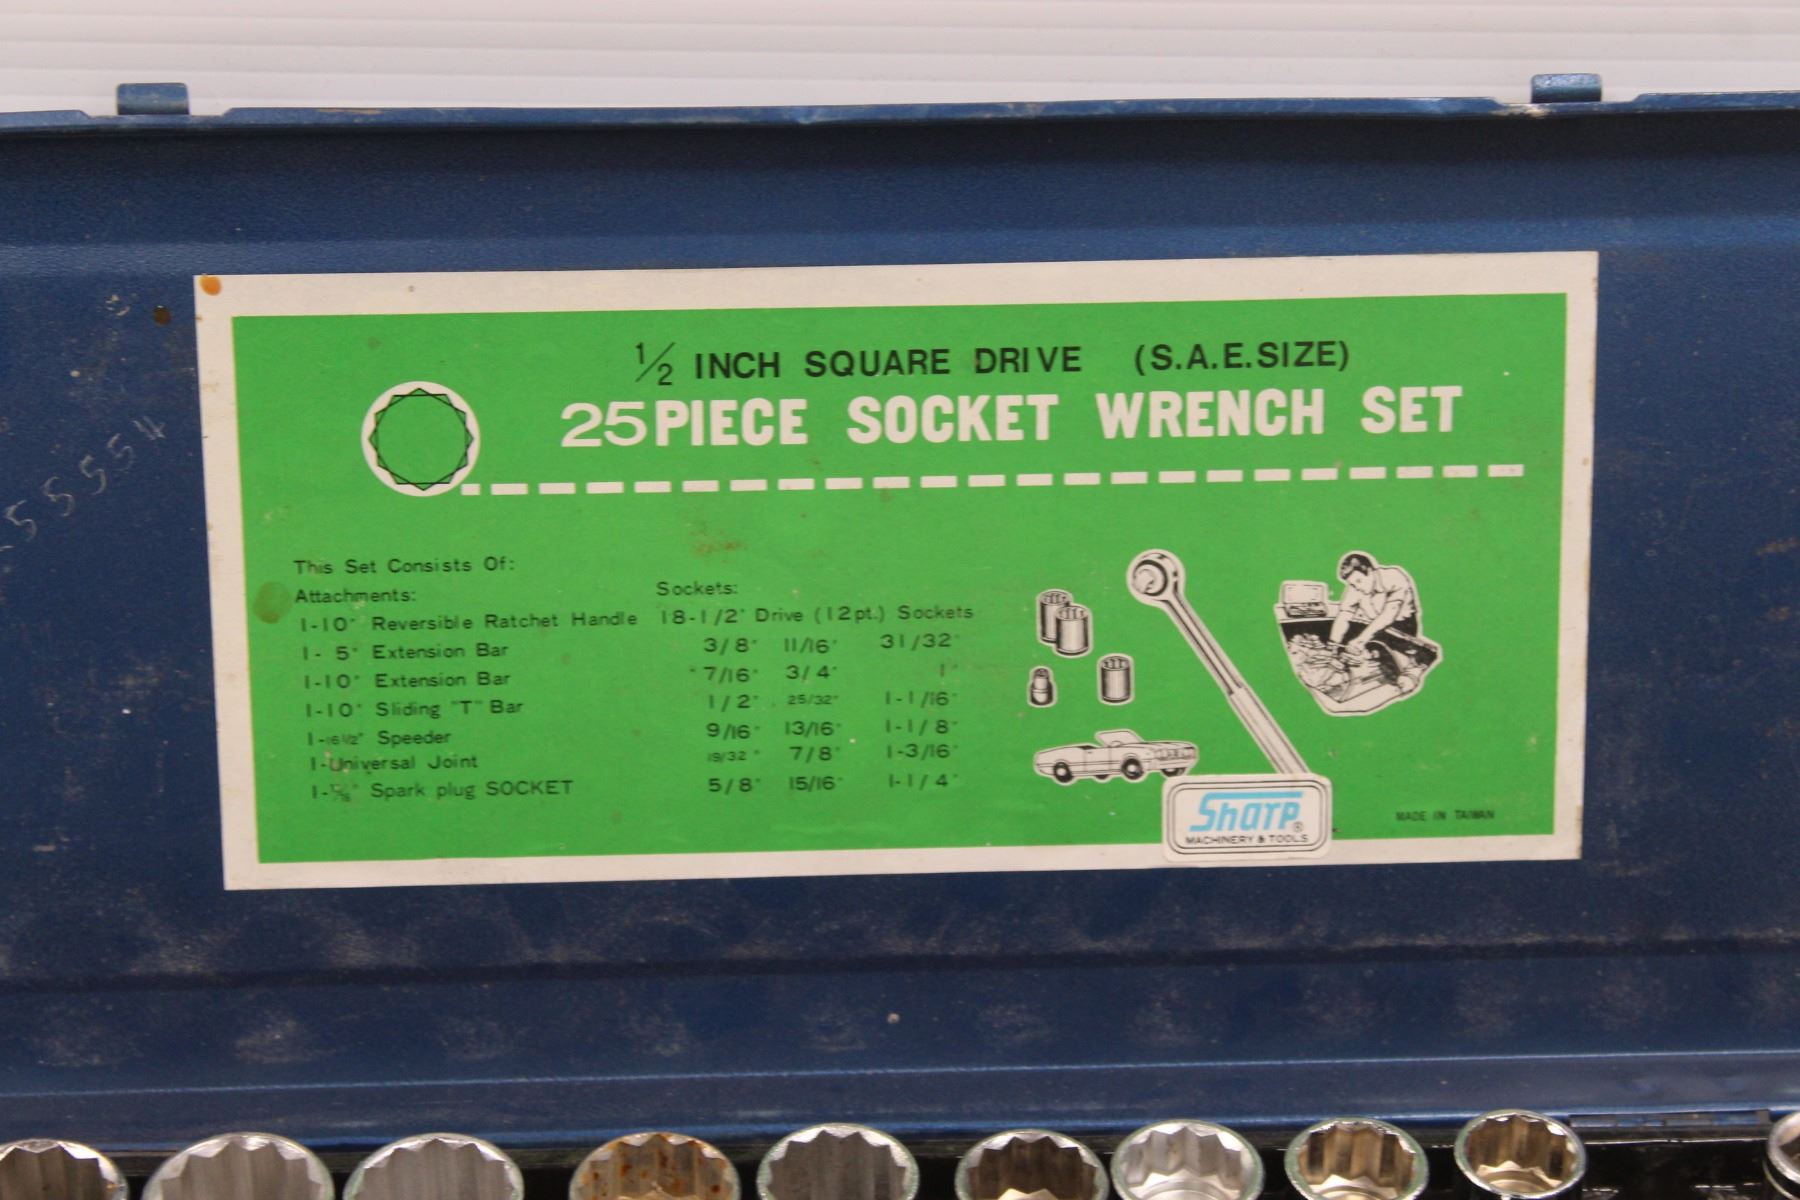 1/2 INCH SQUARE DRIVE (S.A.E.SIZE)
25 PIECE SOCKET WRENCH SET
This Set Consists Of:
Attachments:
1-10" Reversible Ratchet Handle
1- 5" Extension Bar
1-10" Extension Bar
1-10" Sliding "T" Bar
1-16 1/2" Speeder
1-Universal Joint
1- Spark plug SOCKET
Sockets:
18-1/2" Drive (12pt.) Sockets
3/8" 11/16" 31/32"
7/16" 3/4" 1"
1/2" 25/32" 1-1/16"
9/16" 13/16" 1-1/8"
19/32" 7/8" 1-3/16"
5/8" 15/16" 1-1/4"
Sharp®
MACHINERY & TOOLS
MADE IN TAIWAN